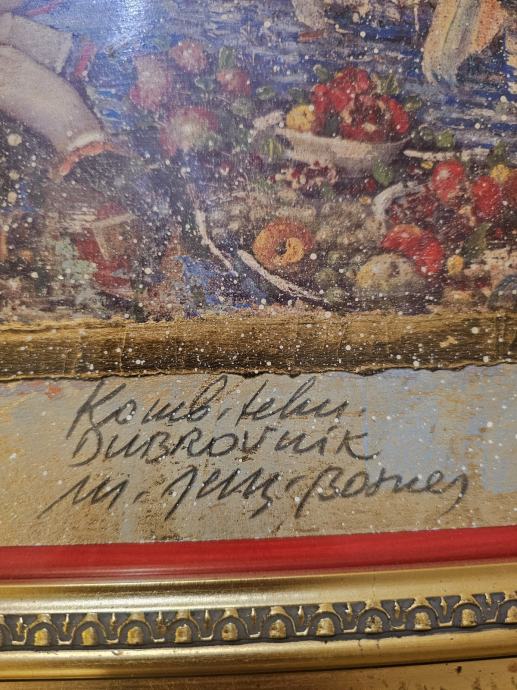 Komb. tehn.
DUBROVNIK
M.